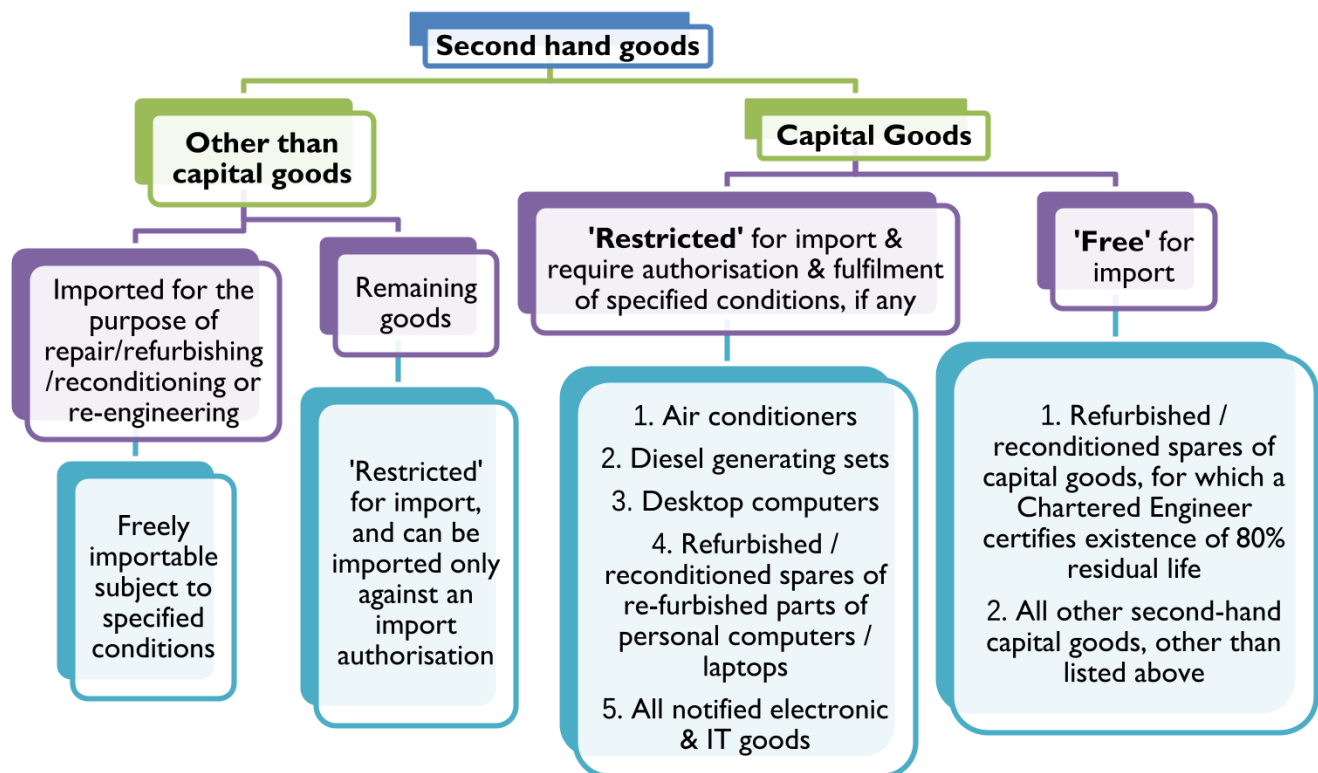 Second hand goods
Other than
capital goods
Capital Goods
Imported for the
purpose of
repair/refurbishing
/reconditioning or
re-engineering
Remaining
goods
'Restricted' for import &
require authorisation & fulfilment
of specified conditions, if any
'Free' for
import
Freely
importable
subject to
specified
conditions
'Restricted'
for import,
and can be
imported only
against an
import
authorisation
1. Air conditioners
2. Diesel generating sets
3. Desktop computers
4. Refurbished /
reconditioned spares of
re-furbished parts of
personal computers /
laptops
5. All notified electronic
& IT goods
1. Refurbished /
reconditioned spares of
capital goods, for which a
Chartered Engineer
certifies existence of 80%
residual life
2. All other second-hand
capital goods, other than
listed above